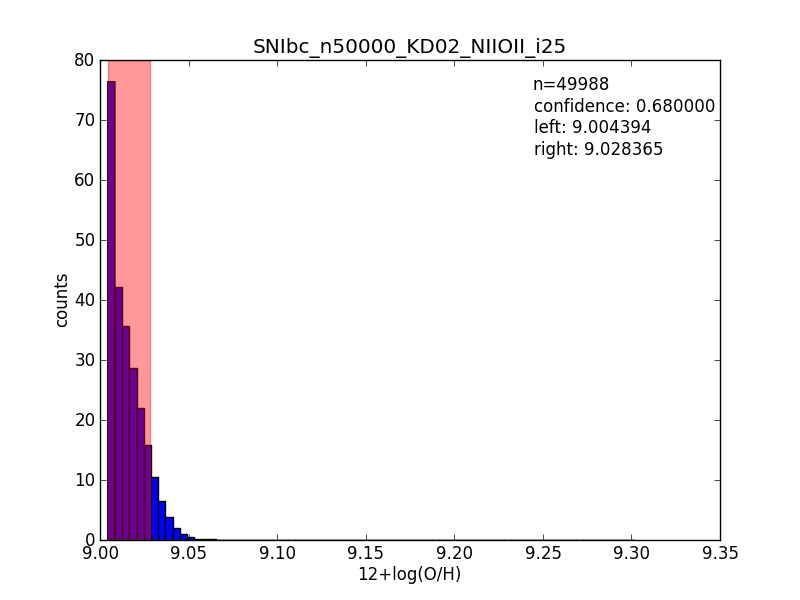 SNIbc_n50000_KD02_NIIOII_i25
80
70
60
50
40
30
20
10
0
counts
n=49988
confidence: 0.680000
left: 9.004394
right: 9.028365
9.00 9.05 9.10 9.15 9.20 9.25 9.30 9.35
12+log(O/H)